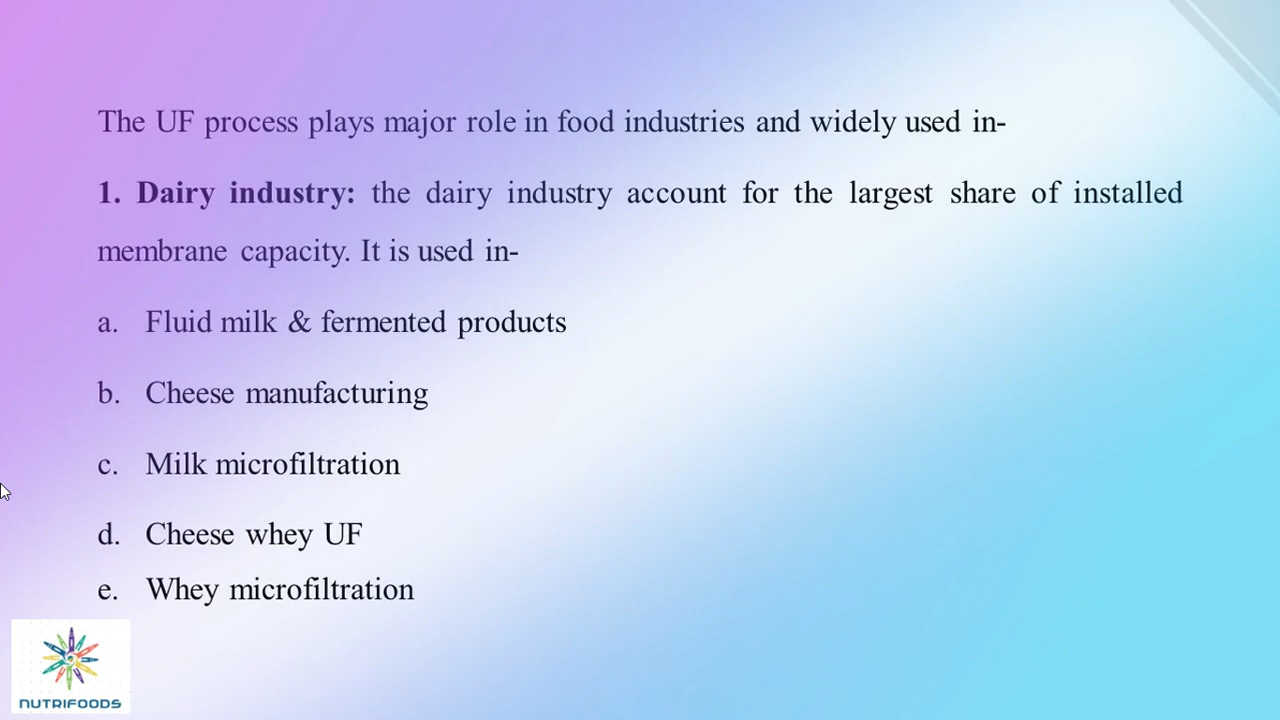 The UF process plays major role in food industries and widely used in-
1. Dairy industry: the dairy industry account for the largest share of installed
membrane capacity. It is used in-
a. Fluid milk & fermented products
b. Cheese manufacturing
c. Milk microfiltration
d. Cheese whey UF
e. Whey microfiltration
NUTRIFOODS